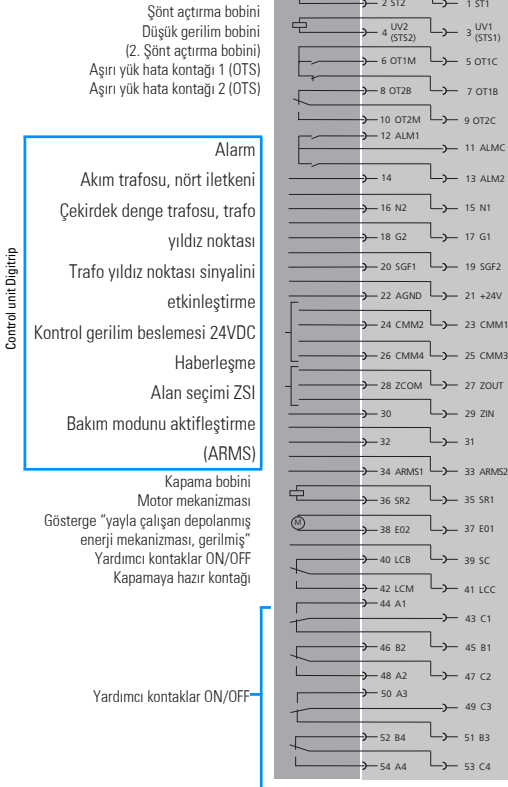 Şönt açtırma bobini
Düşük gerilim bobini
(2. Şönt açtırma bobini)
Aşırı yük hata kontağı 1 (OTS)
Aşırı yük hata kontağı 2 (OTS)
Control unit Digitrip
Alarm
Akım trafosu, nört iletkeni
Çekirdek denge trafosu, trafo
yıldız noktası
Trafo yıldız noktası sinyalini
etkinleştirme
Kontrol gerilim beslemesi 24VDC
Haberleşme
Alan seçimi ZSI
Bakım modunu aktifleştirme
(ARMS)
Kapama bobini
Motor mekanizması
Gösterge “yayla çalışan depolanmış
enerji mekanizması, gerilmiş”
Yardımcı kontaklar ON/OFF
Kapamaya hazır kontağı
Yardımcı kontaklar ON/OFF
2 ST2 1 ST1
4 UV2 (STS2) 3 UV1 (STS1)
6 OT1M 5 OT1C
8 OT2B 7 OT1B
10 OT2M 9 OT2C
12 ALM1
11 ALMC
14 13 ALM2
16 N2 15 N1
18 G2 17 G1
20 SGF1 19 SGF2
22 AGND 21 +24V
24 CMM2 23 CMM1
26 CMM4 25 CMM3
28 ZCOM 27 ZOUT
30 29 ZIN
32 31
34 ARMS1 33 ARMS2
36 SR2 35 SR1
M
38 E02 37 E01
40 LCB 39 SC
42 LCM 41 LCC
44 A1
43 C1
46 B2 45 B1
48 A2 47 C2
50 A3
49 C3
52 B4 51 B3
54 A4 53 C4